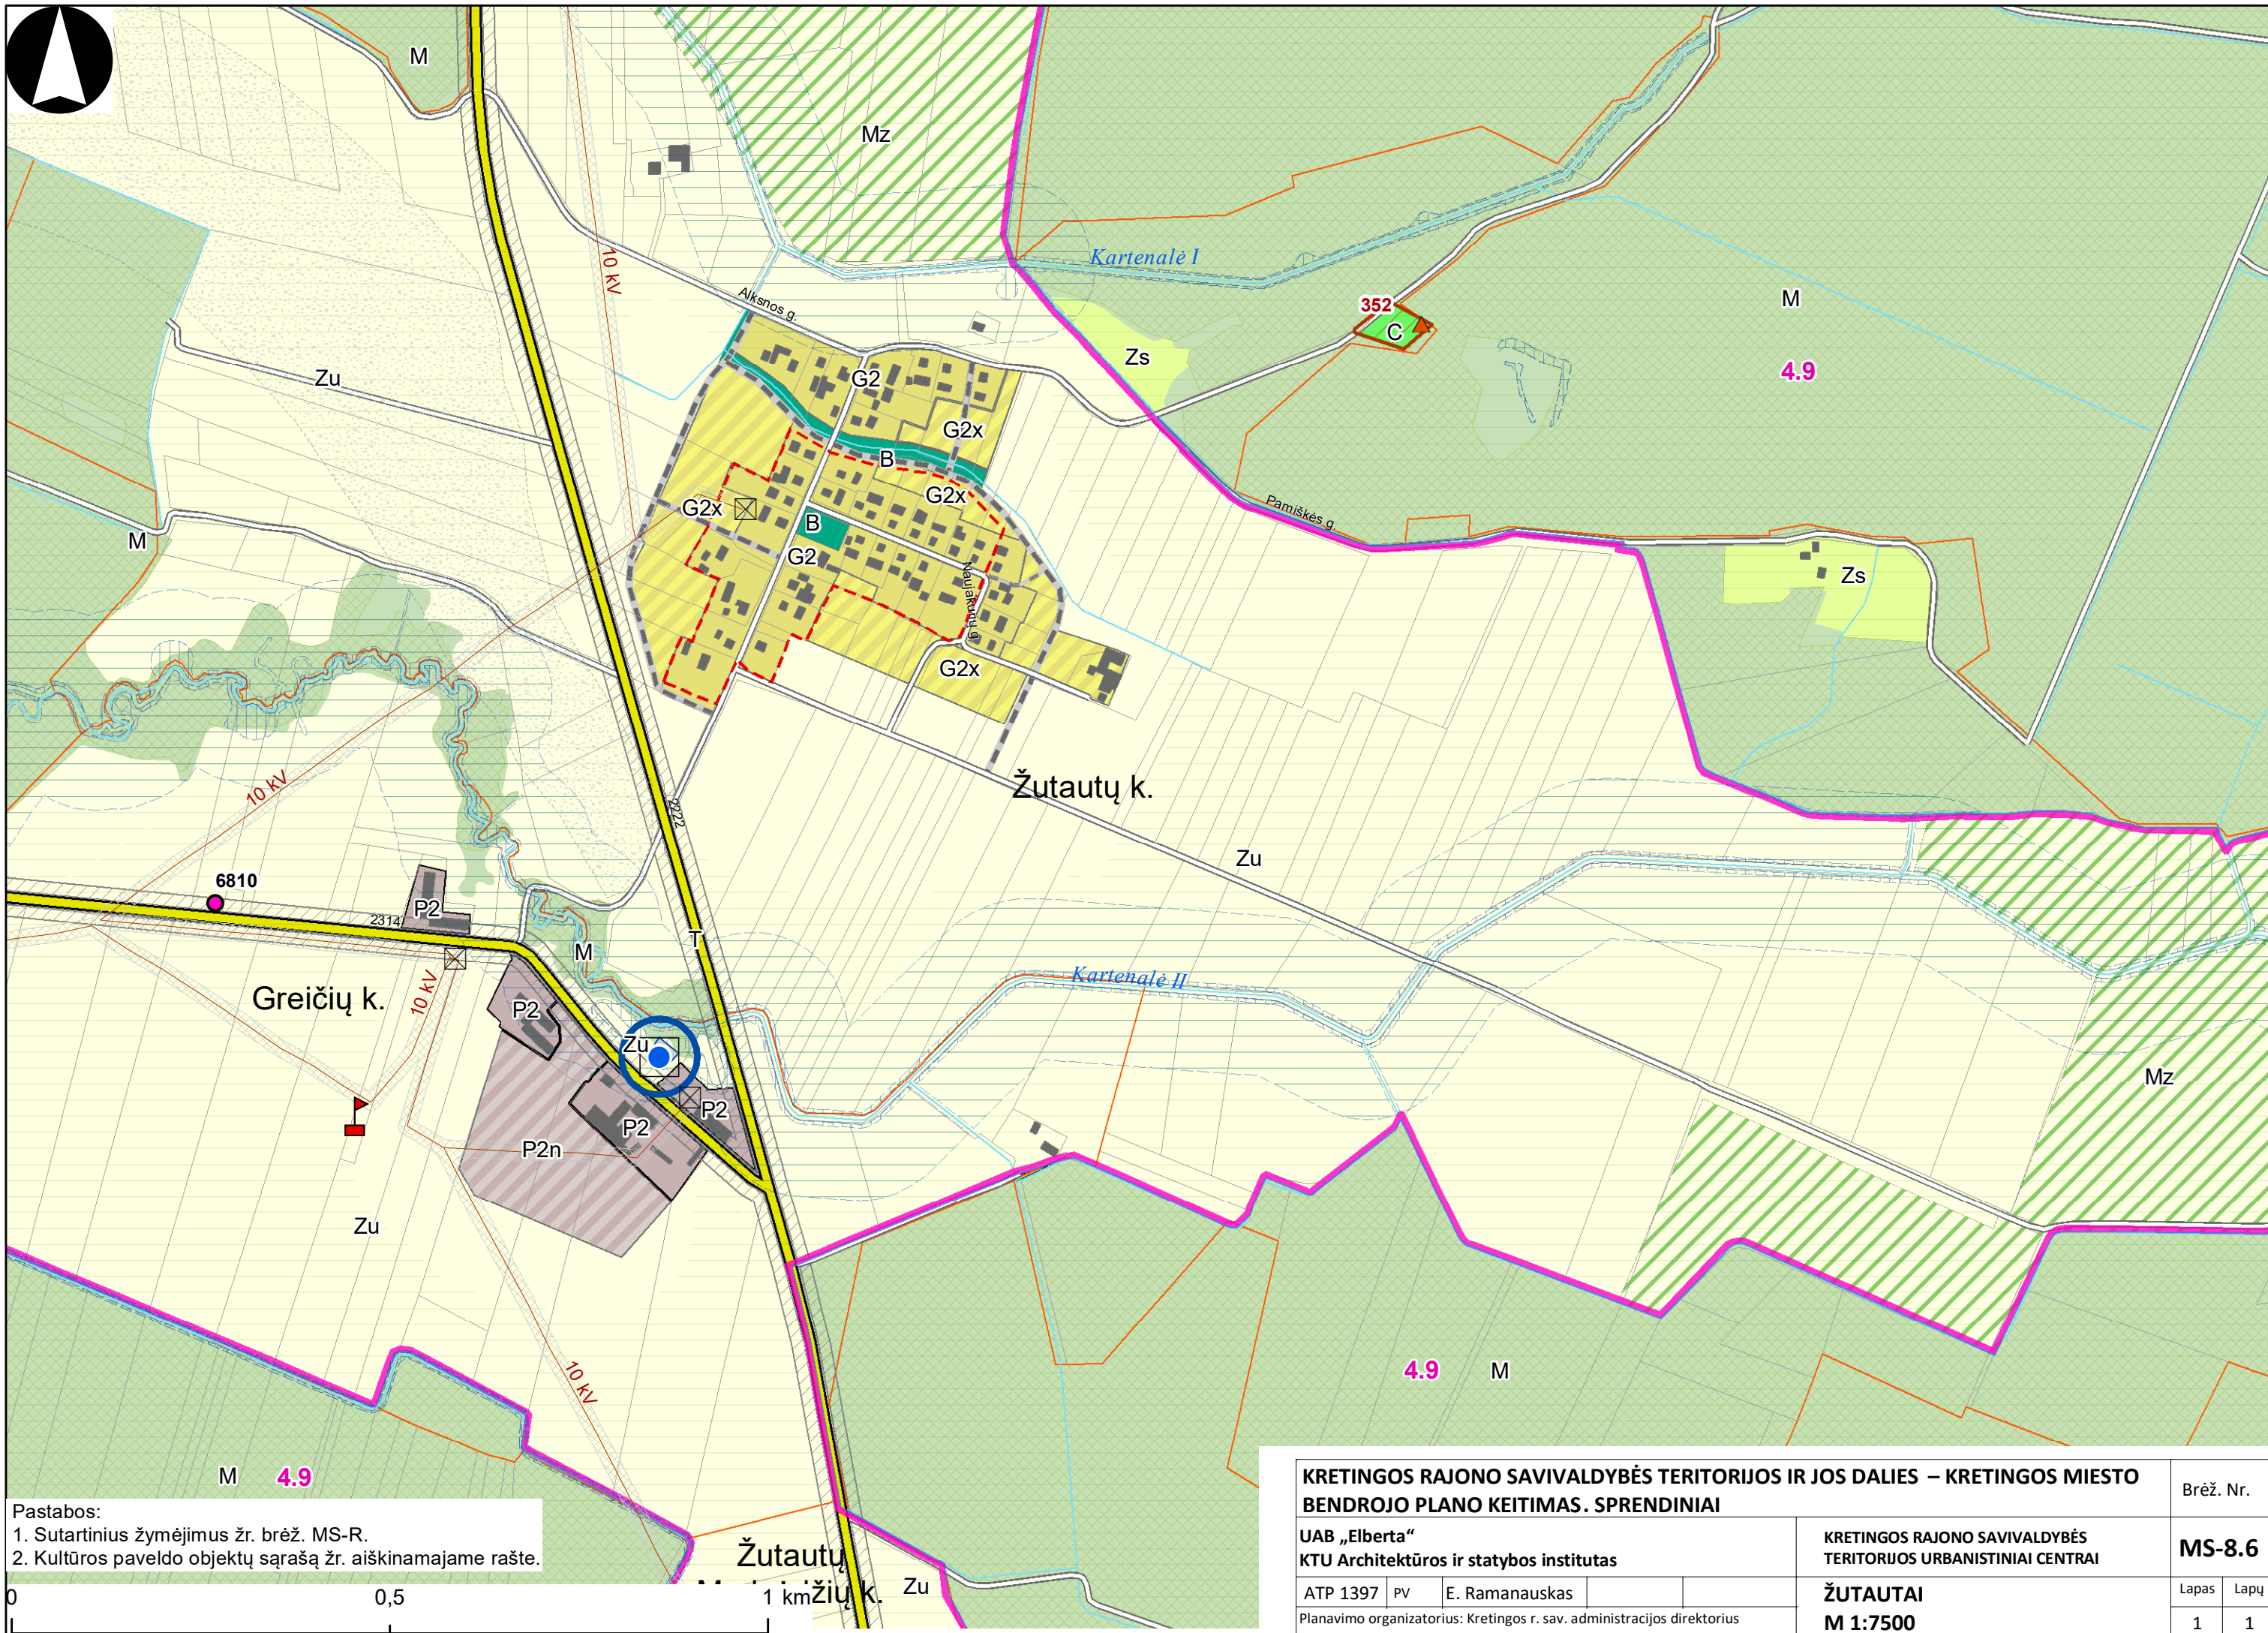 M
Mz
Kartenalė I
10 kV
Alksnos g.
352
C
M
4.9
Zs
Zu
G2
G2x
B
G2x
G2x
B
G2
Pamiškės g.
M
Naujakurių g.
Zs
G2x
10 kV
Žutautų k.
2222
Zu
6810
P2
2314
T
M
Kartenalė II
Greičių k.
10 kV
P2
Zu
Mz
P2
P2
P2n
Zu
10 kV
4.9
M
M
4.9
Pastabos:
1. Sutartinius žymėjimus žr. brėž. MS-R.
2. Kultūros paveldo objektų sąrašą žr. aiškinamajame rašte.
Žutautų
žių k.
Zu
0
0,5
1 km
KRETINGOS RAJONO SAVIVALDYBĖS TERITORIJOS IR JOS DALIES – KRETINGOS MIESTO
BENDROJO PLANO KEITIMAS. SPRENDINIAI
Brėž. Nr.
UAB „Elberta“
KTU Architektūros ir statybos institutas
KRETINGOS RAJONO SAVIVALDYBĖS
TERITORIJOS URBANISTINIAI CENTRAI
MS-8.6
ATP 1397
PV
E. Ramanauskas
ŽUTAUTAI
M 1:7500
Lapas
Lapų
Planavimo organizatorius: Kretingos r. sav. administracijos direktorius
1
1